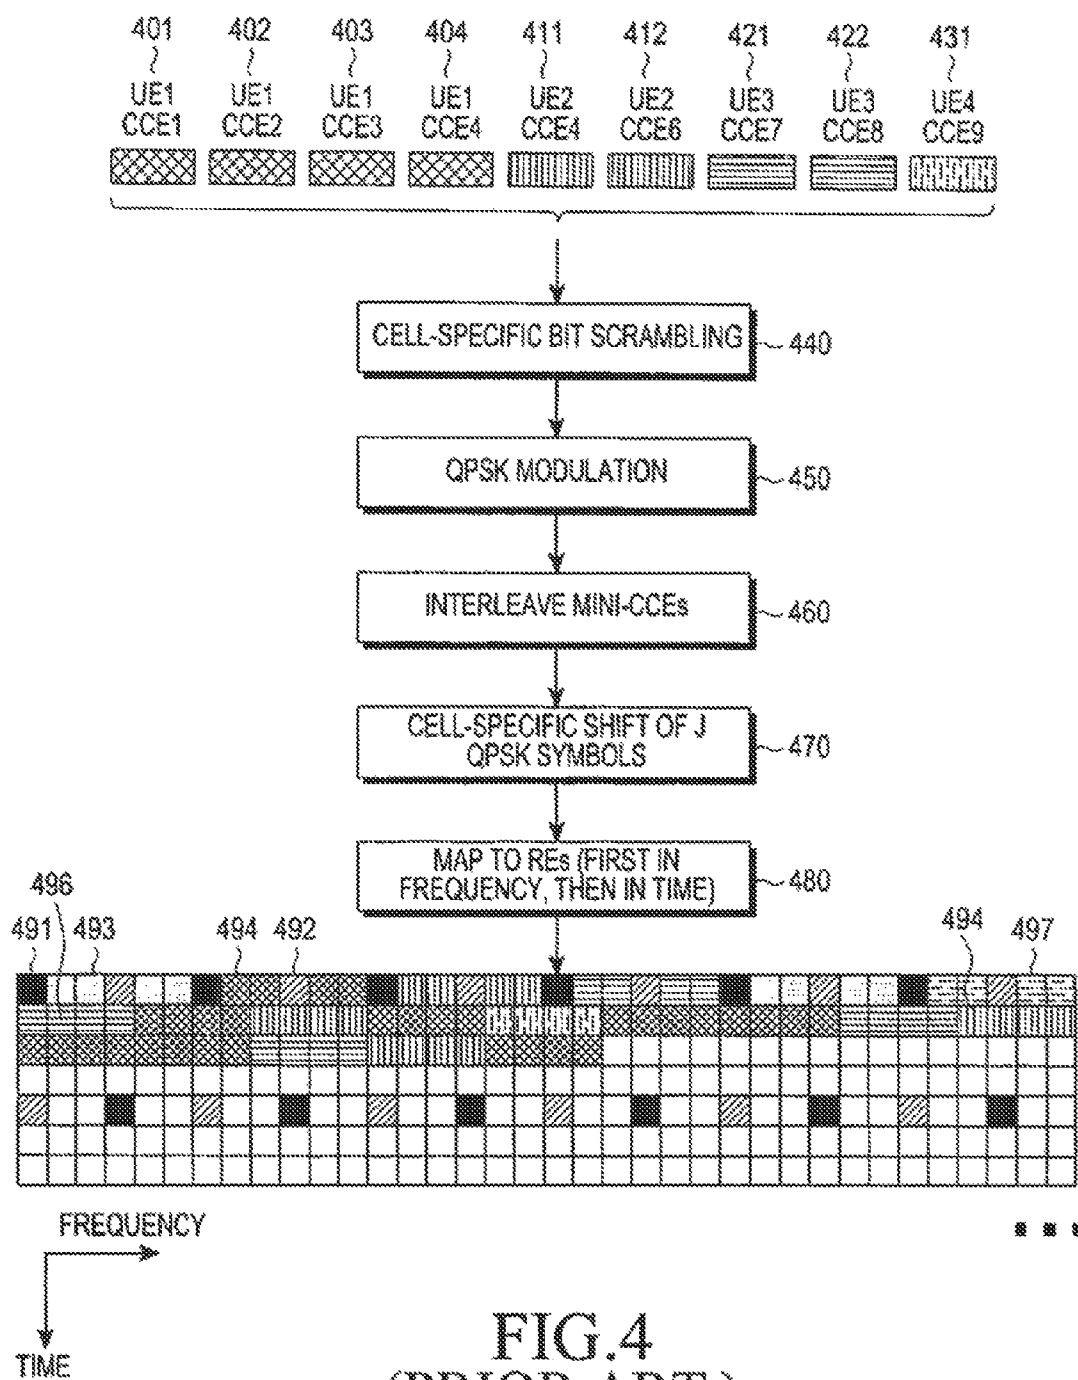 401 402 403 404 411 412 421 422 431
UE1 UE1 UE1 UE1 UE2 UE2 UE3 UE3 UE4
CCE1 CCE2 CCE3 CCE4 CCE4 CCE6 CCE7 CCE8 CCE9
CELL-SPECIFIC BIT SCRAMBLING 440
QPSK MODULATION 450
INTERLEAVE MINI-CCEs 460
CELL-SPECIFIC SHIFT OF J
QPSK SYMBOLS
470
MAP TO REs (FIRST IN
FREQUENCY, THEN IN TIME)
480
496
491 493 494 492 494 497
FREQUENCY
TIME
FIG.4
(PRIOR ART)